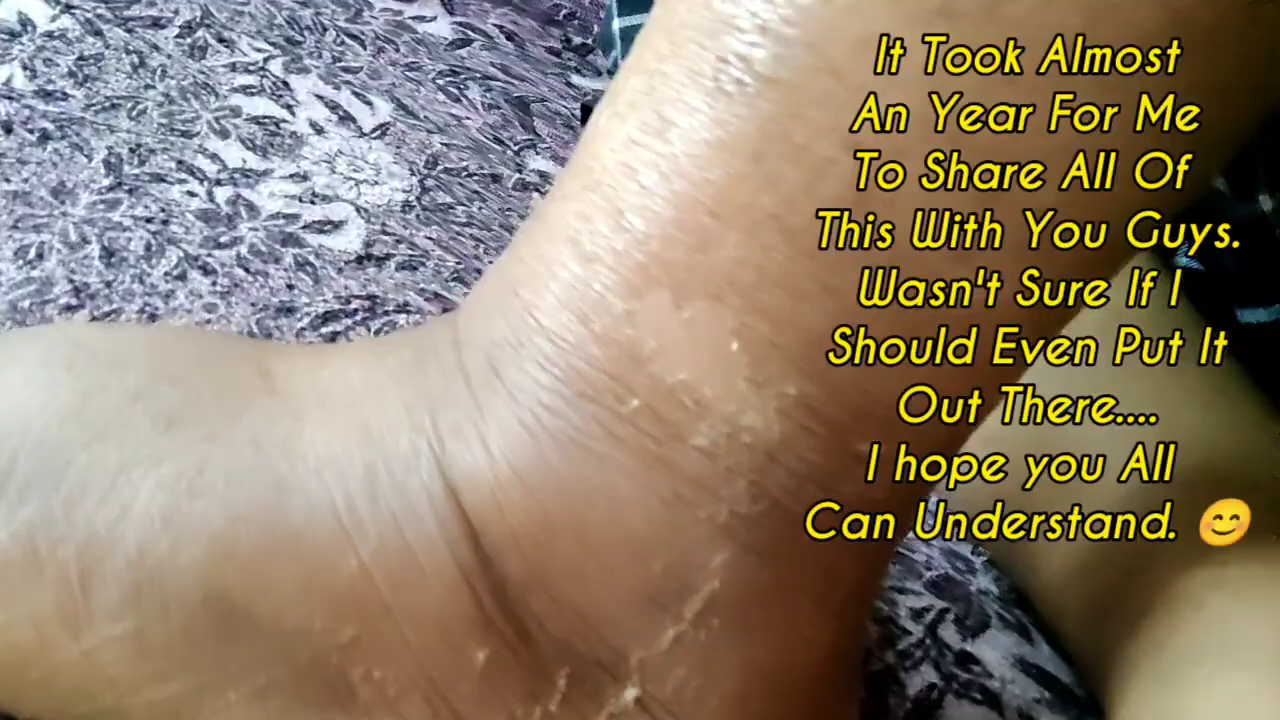 It Took Almost
An Year For Me
To Share All Of
This With You Guys.
Wasn't Sure If I
Should Even Put It
Out There....
I hope you All
Can Understand. 😊